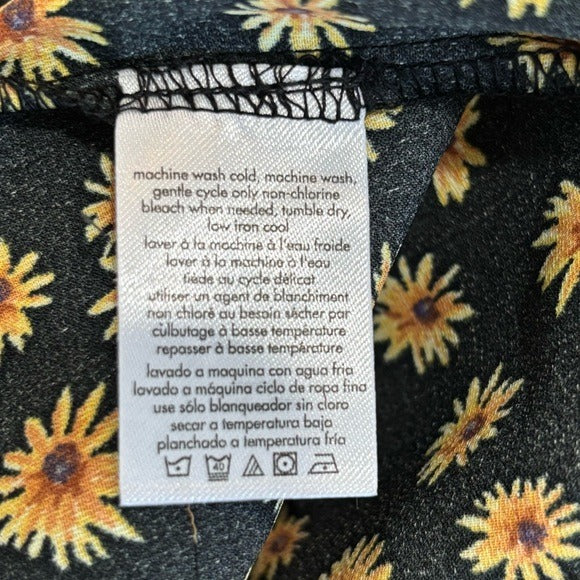 machine wash cold, machine wash,
gentle cycle only non-chlorine
bleach when needed, tumble dry,
low iron cool
laver à la machine à l'eau froide
laver à la machine à l'eau
tiède au cycle délicat
utiliser un agent de blanchiment
non chloré au besoin sécher par
culbutage à basse température
repasser à basse température
lavado a maquina con agua fria
lavado a máquina ciclo de ropa fina
use sólo blanqueador sin cloro
secar a temperatura baja
planchado a temperatura fría
40